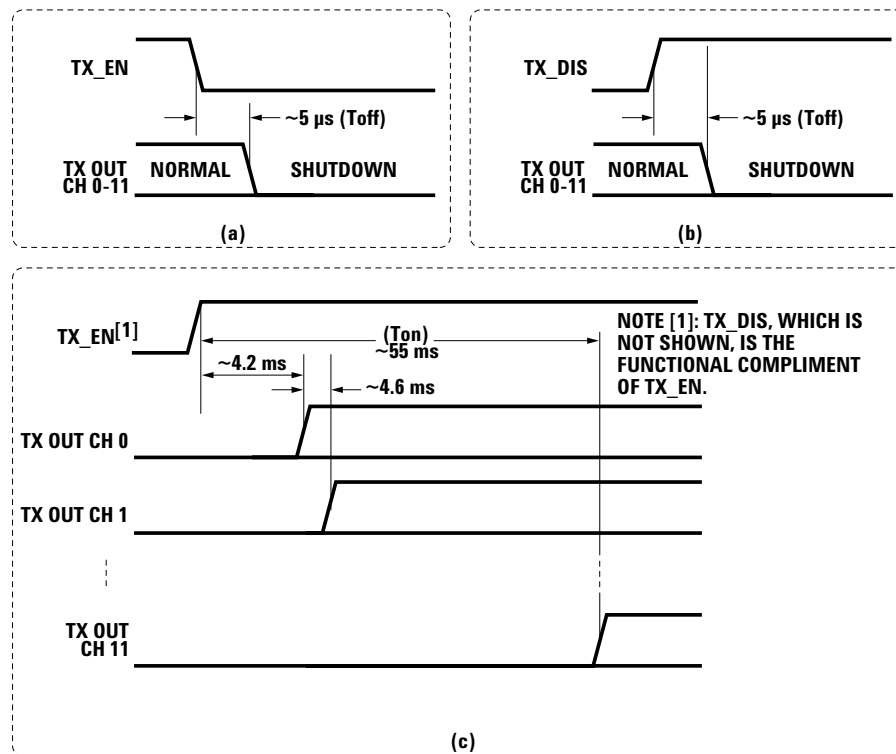 TX_EN
~5 µs (Toff)
TX OUT
CH 0-11
NORMAL
SHUTDOWN
(a)
TX_DIS
~5 µs (Toff)
TX OUT
CH 0-11
NORMAL
SHUTDOWN
(b)
TX_EN[1]
(Ton)
~55 ms
~4.2 ms
~4.6 ms
NOTE [1]: TX_DIS, WHICH IS
NOT SHOWN, IS THE
FUNCTIONAL COMPLIMENT
OF TX_EN.
TX OUT CH 0
TX OUT CH 1
TX OUT
CH 11
(c)